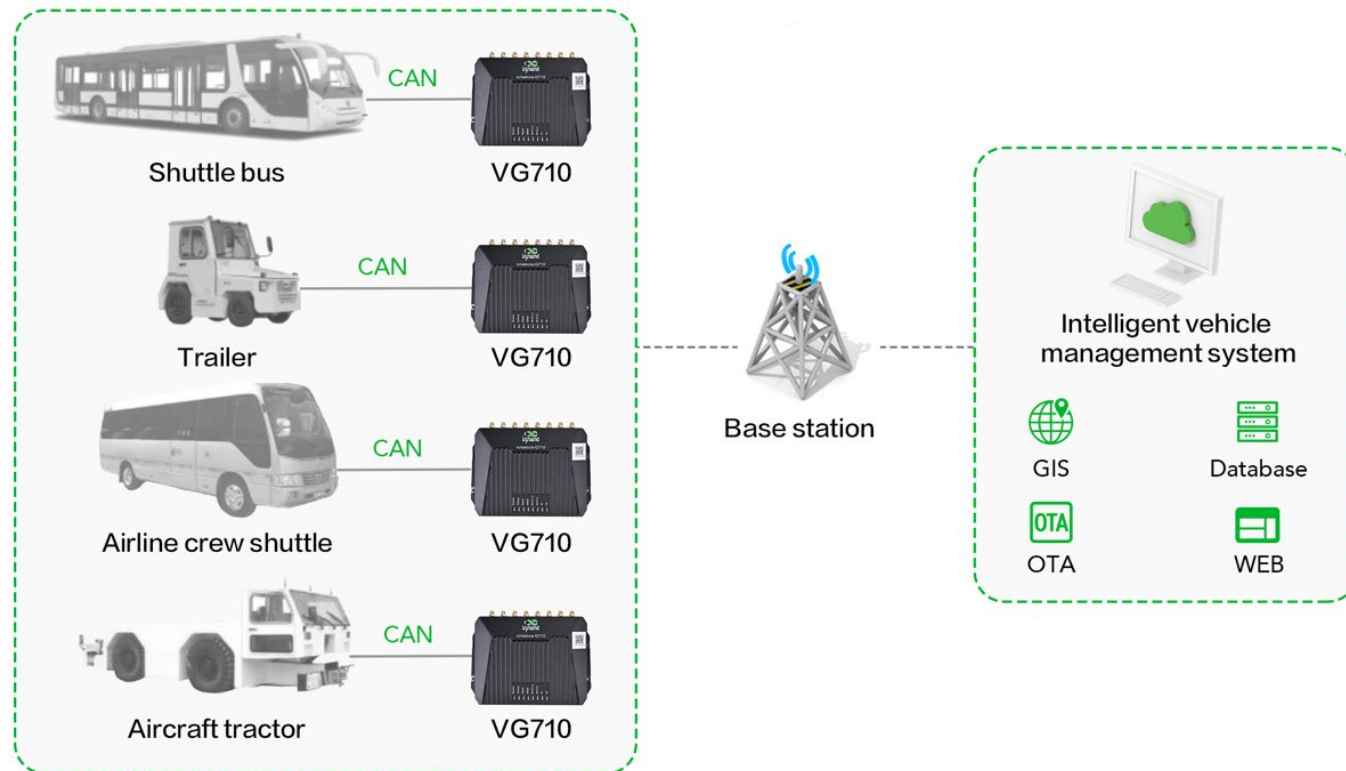 CAN
Shuttle bus
VG710
CAN
Trailer
VG710
CAN
Airline crew shuttle
VG710
CAN
Aircraft tractor
VG710
Base station
Intelligent vehicle
management system
GIS
Database
OTA
OTA
WEB